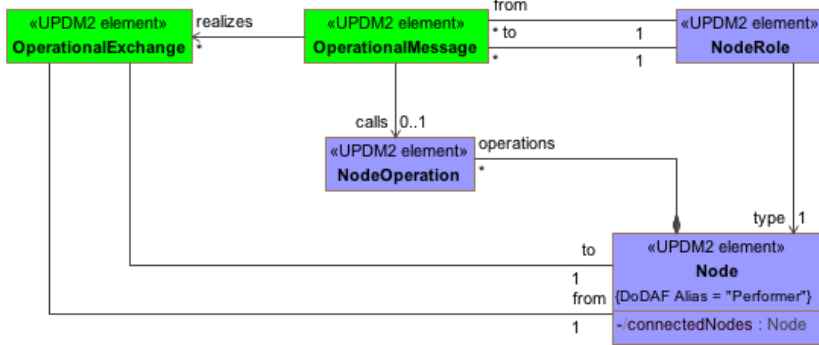 «UPDM2 element»
OperationalExchange
realizes
*
«UPDM2 element»
OperationalMessage
from
* to
1
*
1
«UPDM2 element»
NodeRole
calls
0..1
«UPDM2 element»
NodeOperation
operations
*
type
1
to
1
from
1
«UPDM2 element»
Node
{DoDAF Alias = "Performer"}
-/connectedNodes : Node